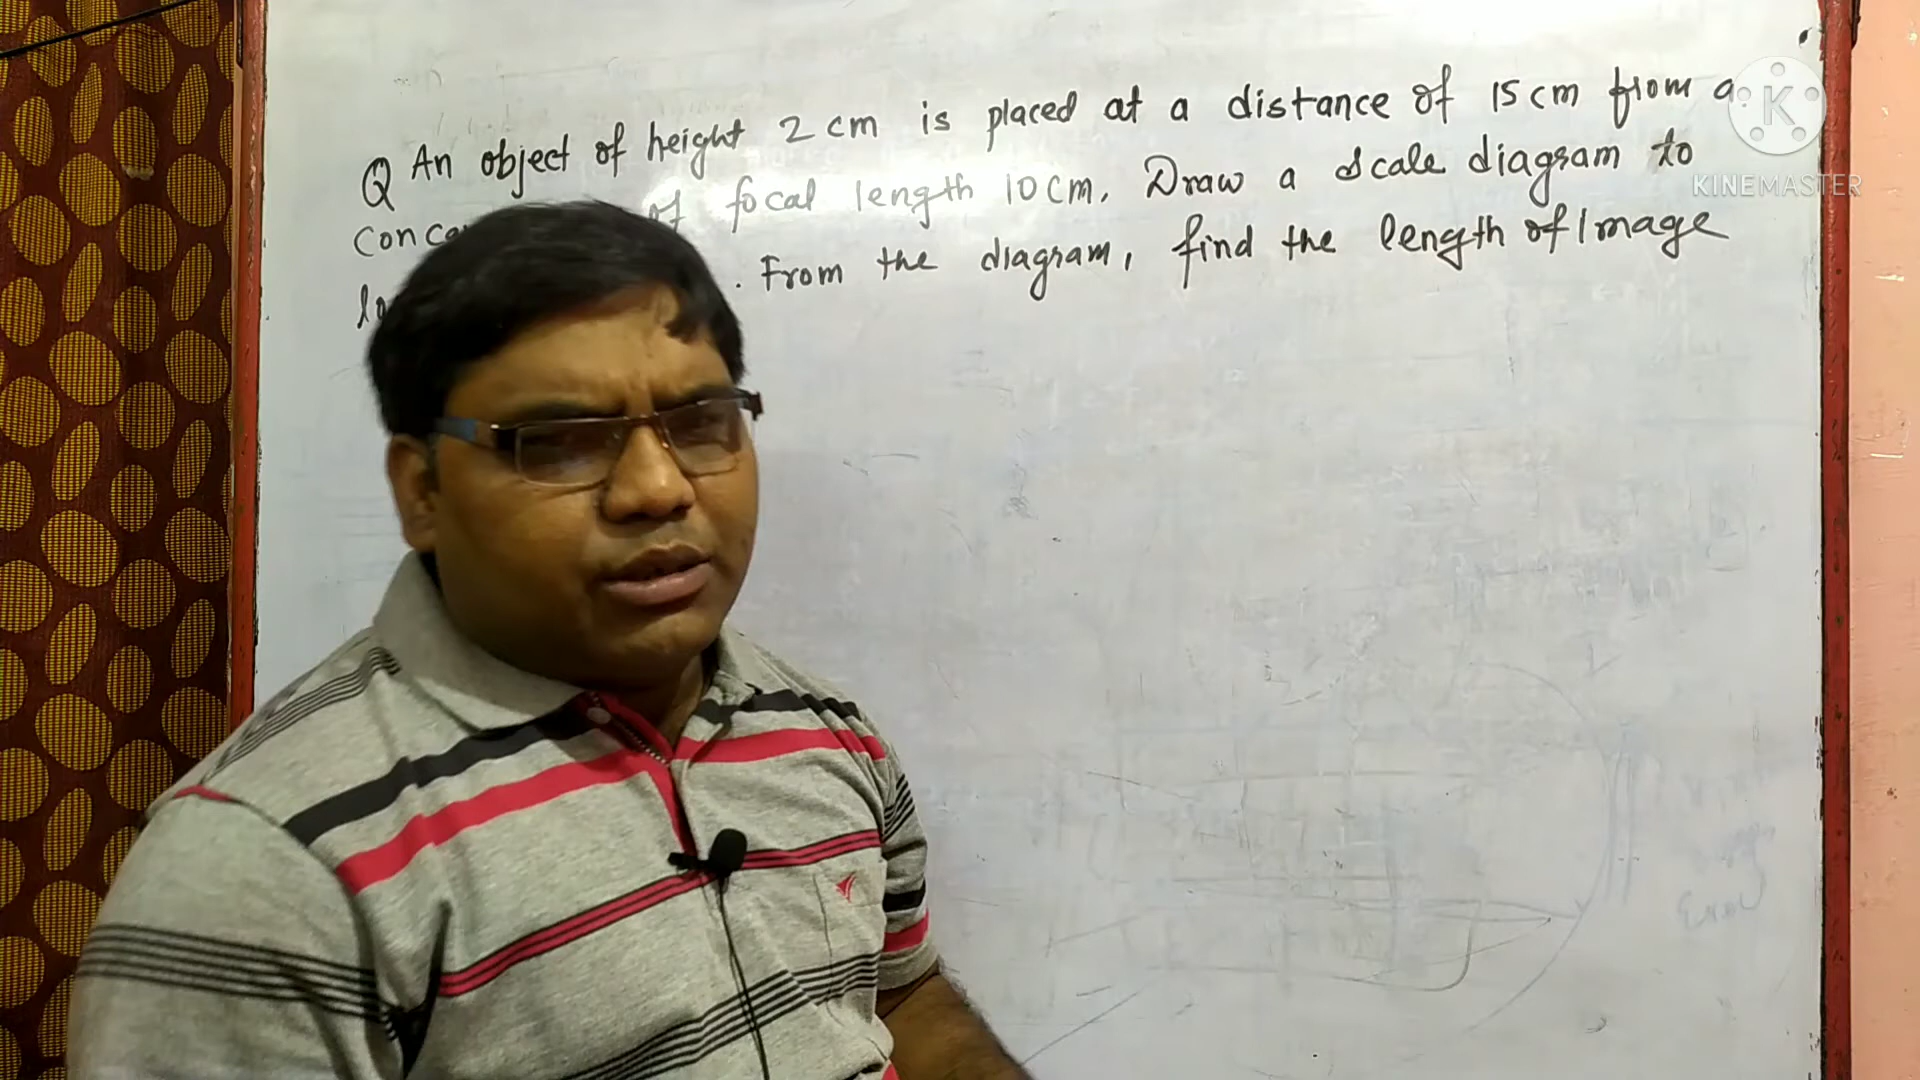 Q An object of height 2 cm is placed at a distance of 15 cm from a
of focal length 10 cm. Draw a scale diagram to
. From the diagram, find the length of Image
KINEMASTER
K